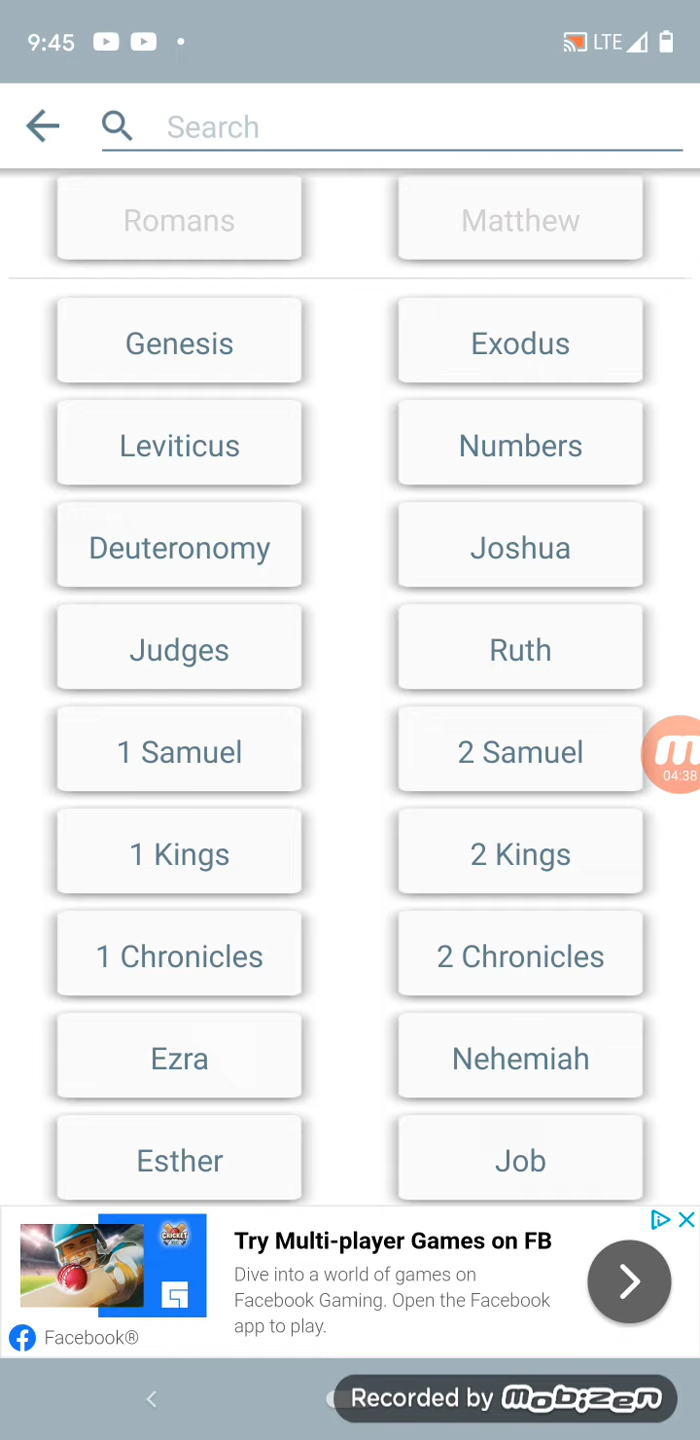 9:45
LTE
Search
Romans
Matthew
Genesis
Exodus
Leviticus
Numbers
Deuteronomy
Joshua
Judges
Ruth
1 Samuel
2 Samuel
04:38
1 Kings
2 Kings
1 Chronicles
2 Chronicles
Ezra
Nehemiah
Esther
Job
CRICKET
Try Multi-player Games on FB
Dive into a world of games on
Facebook Gaming. Open the Facebook
app to play.
Facebook®
Recorded by mobizen